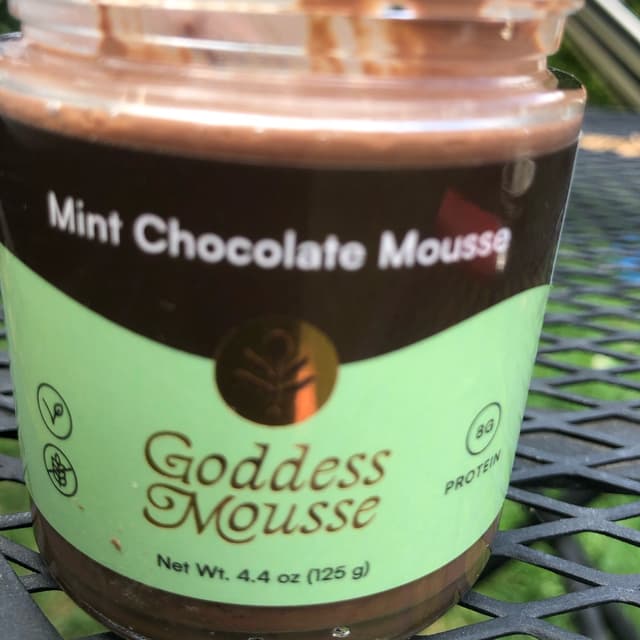 Mint Chocolate Mousse
Goddess
Mousse
8G
PROTEIN
Net Wt. 4.4 oz (125 g)